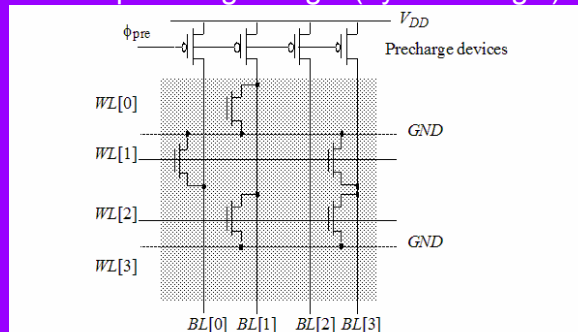 V_DD
ϕpre
Precharge devices
WL[0]
GND
WL[1]
WL[2]
GND
WL[3]
BL[0] BL[1] BL[2] BL[3]